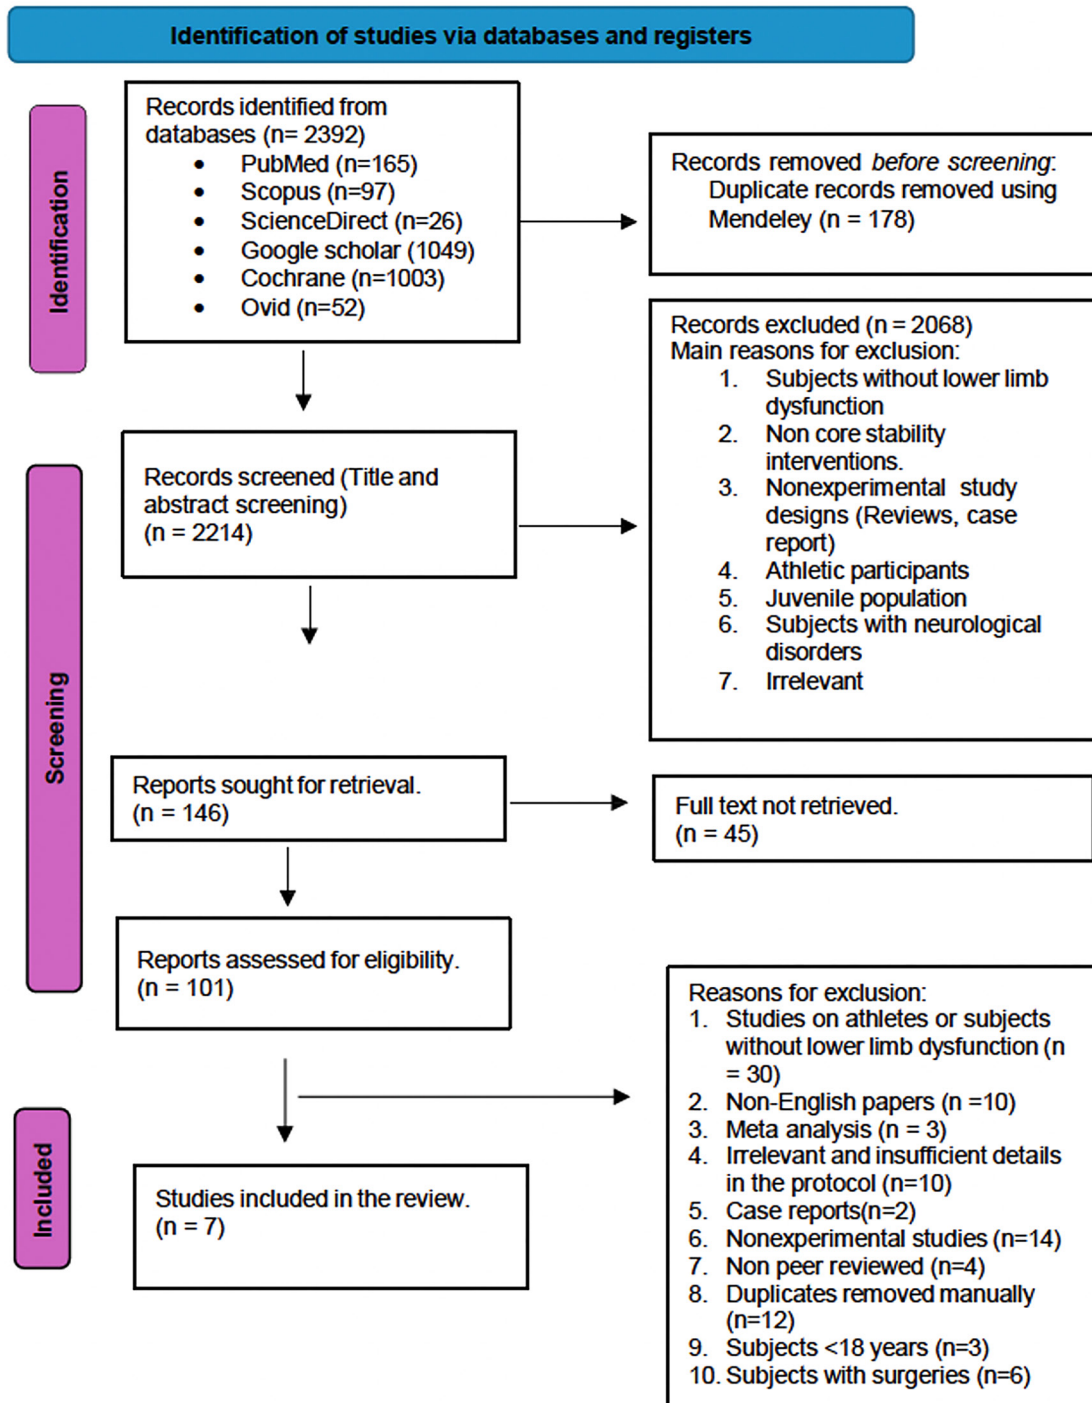 Identification of studies via databases and registers
Identification
Records identified from
databases (n= 2392)
• PubMed (n=165)
• Scopus (n=97)
• ScienceDirect (n=26)
• Google scholar (1049)
• Cochrane (n=1003)
• Ovid (n=52)
Records removed before screening:
Duplicate records removed using
Mendeley (n = 178)
Screening
Records screened (Title and
abstract screening)
(n = 2214)
Records excluded (n = 2068)
Main reasons for exclusion:
1. Subjects without lower limb
dysfunction
2. Non core stability
interventions.
3. Nonexperimental study
designs (Reviews, case
report)
4. Athletic participants
5. Juvenile population
6. Subjects with neurological
disorders
7. Irrelevant
Reports sought for retrieval.
(n = 146)
Full text not retrieved.
(n = 45)
Reports assessed for eligibility.
(n = 101)
Reasons for exclusion:
1. Studies on athletes or subjects
without lower limb dysfunction (n
= 30)
2. Non-English papers (n =10)
3. Meta analysis (n = 3)
4. Irrelevant and insufficient details
in the protocol (n=10)
5. Case reports(n=2)
6. Nonexperimental studies (n=14)
7. Non peer reviewed (n=4)
8. Duplicates removed manually
(n=12)
9. Subjects <18 years (n=3)
10. Subjects with surgeries (n=6)
Included
Studies included in the review.
(n = 7)